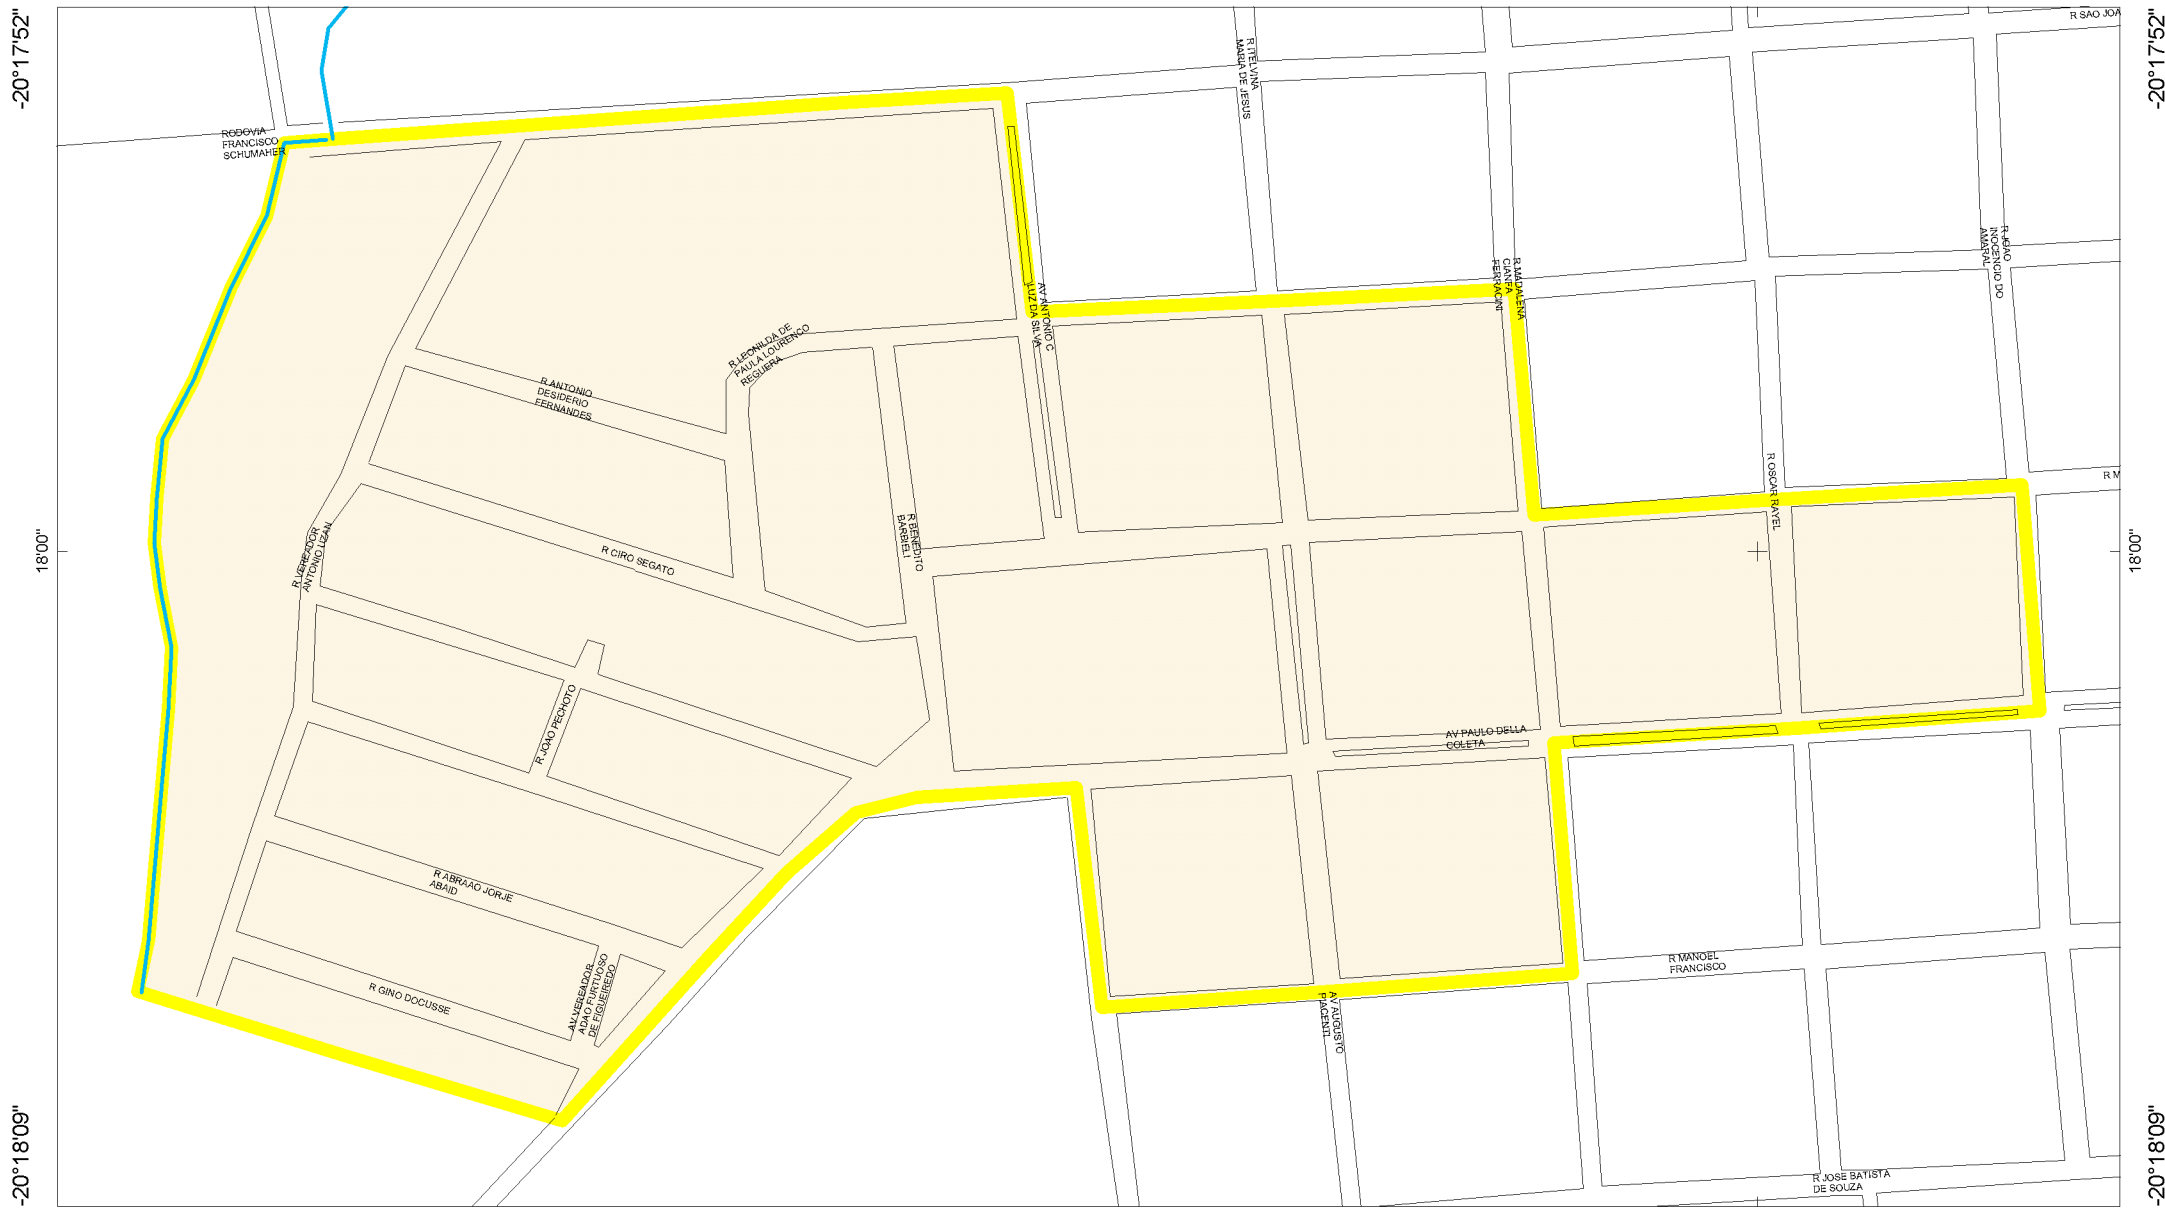 -20°17'52"
-20°17'52"
R SAO JOA
R ITELVINA
MARIA DE JESUS
RODOVIA
FRANCISCO
SCHUMAHER
R JOAO
INOCENCIO DO
AMARAL
R MADALENA
CIANFA
FERRACINI
AV ANTONIO C
LUZ DA SILVA
R LEONILDA DE
PAULA LOURENCO
REGUERA
R ANTONIO
DESIDERIO
FERNANDES
R OSCAR RAYEL
R M
R BENEDITO
BARBIELI
R VEREADOR
ANTONIO UZAN
R CIRO SEGATO
18'00"
18'00"
R JOAO PECHOTO
AV PAULO DELLA
COLETA
R ABRAAO JORJE
ABAID
R MANOEL
FRANCISCO
AV VEREADOR
ADAO FURTUOSO
DE FIGUEIREDO
R GINO DOCUSSE
AV AUGUSTO
PIACENTI
R JOSE BATISTA
DE SOUZA
-20°18'09"
-20°18'09"